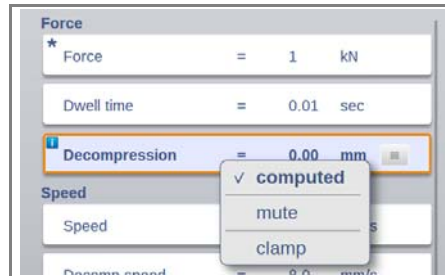 Force
* Force = 1 kN
Dwell time = 0.01 sec
i Decompression = 0.00 mm
✓ computed
Speed
mute
Speed s
clamp
Decomp speed = 8.0 mm/s